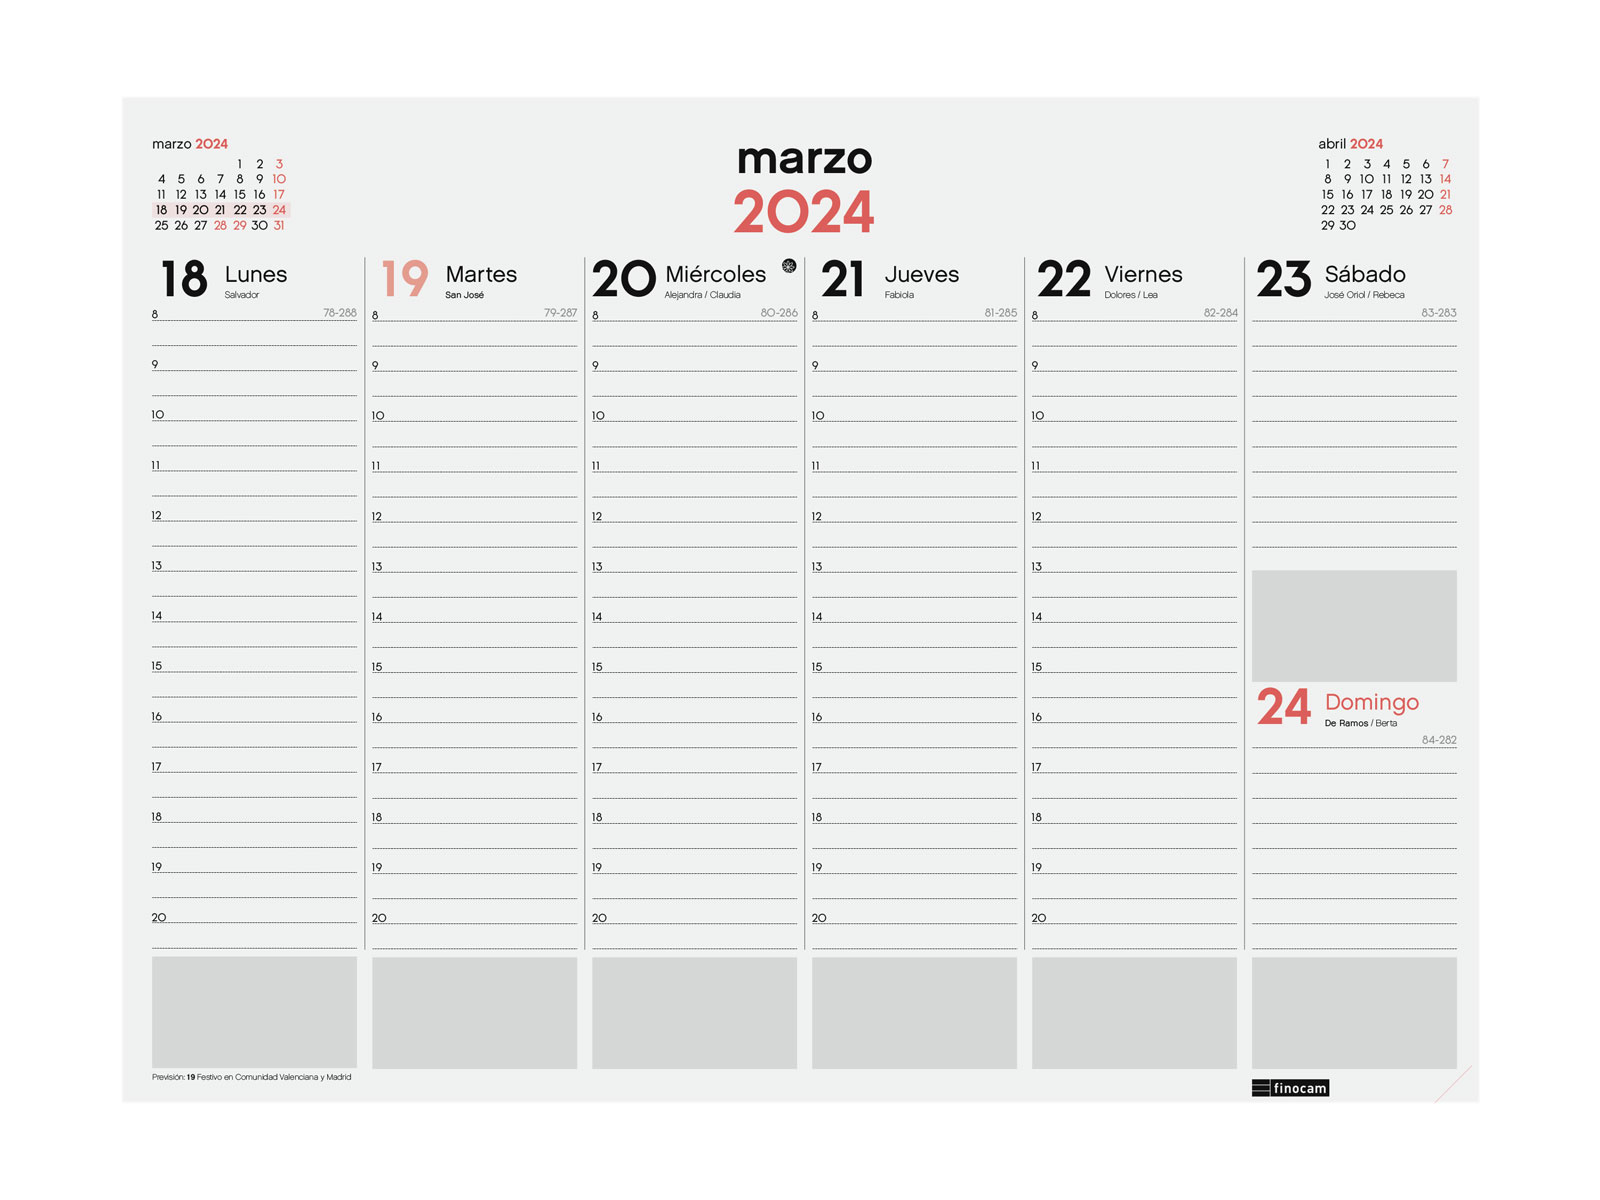 marzo 2024
1 2 3
4 5 6 7 8 9 10
11 12 13 14 15 16 17
18 19 20 21 22 23 24
25 26 27 28 29 30 31
marzo
2024
abril 2024
1 2 3 4 5 6 7
8 9 10 11 12 13 14
15 16 17 18 19 20 21
22 23 24 25 26 27 28
29 30
18 Lunes
Salvador
78-288
8
9
10
11
12
13
14
15
16
17
18
19
20
19 Martes
San José
79-287
8
9
10
11
12
13
14
15
16
17
18
19
20
20 Miércoles
Alejandra / Claudia
80-286
8
9
10
11
12
13
14
15
16
17
18
19
20
21 Jueves
Fabiola
81-285
8
9
10
11
12
13
14
15
16
17
18
19
20
22 Viernes
Dolores / Lea
82-284
8
9
10
11
12
13
14
15
16
17
18
19
20
23 Sábado
José Oriol / Rebeca
83-283
24 Domingo
De Ramos / Berta
84-282
Previsión: 19 Festivo en Comunidad Valenciana y Madrid
finocam